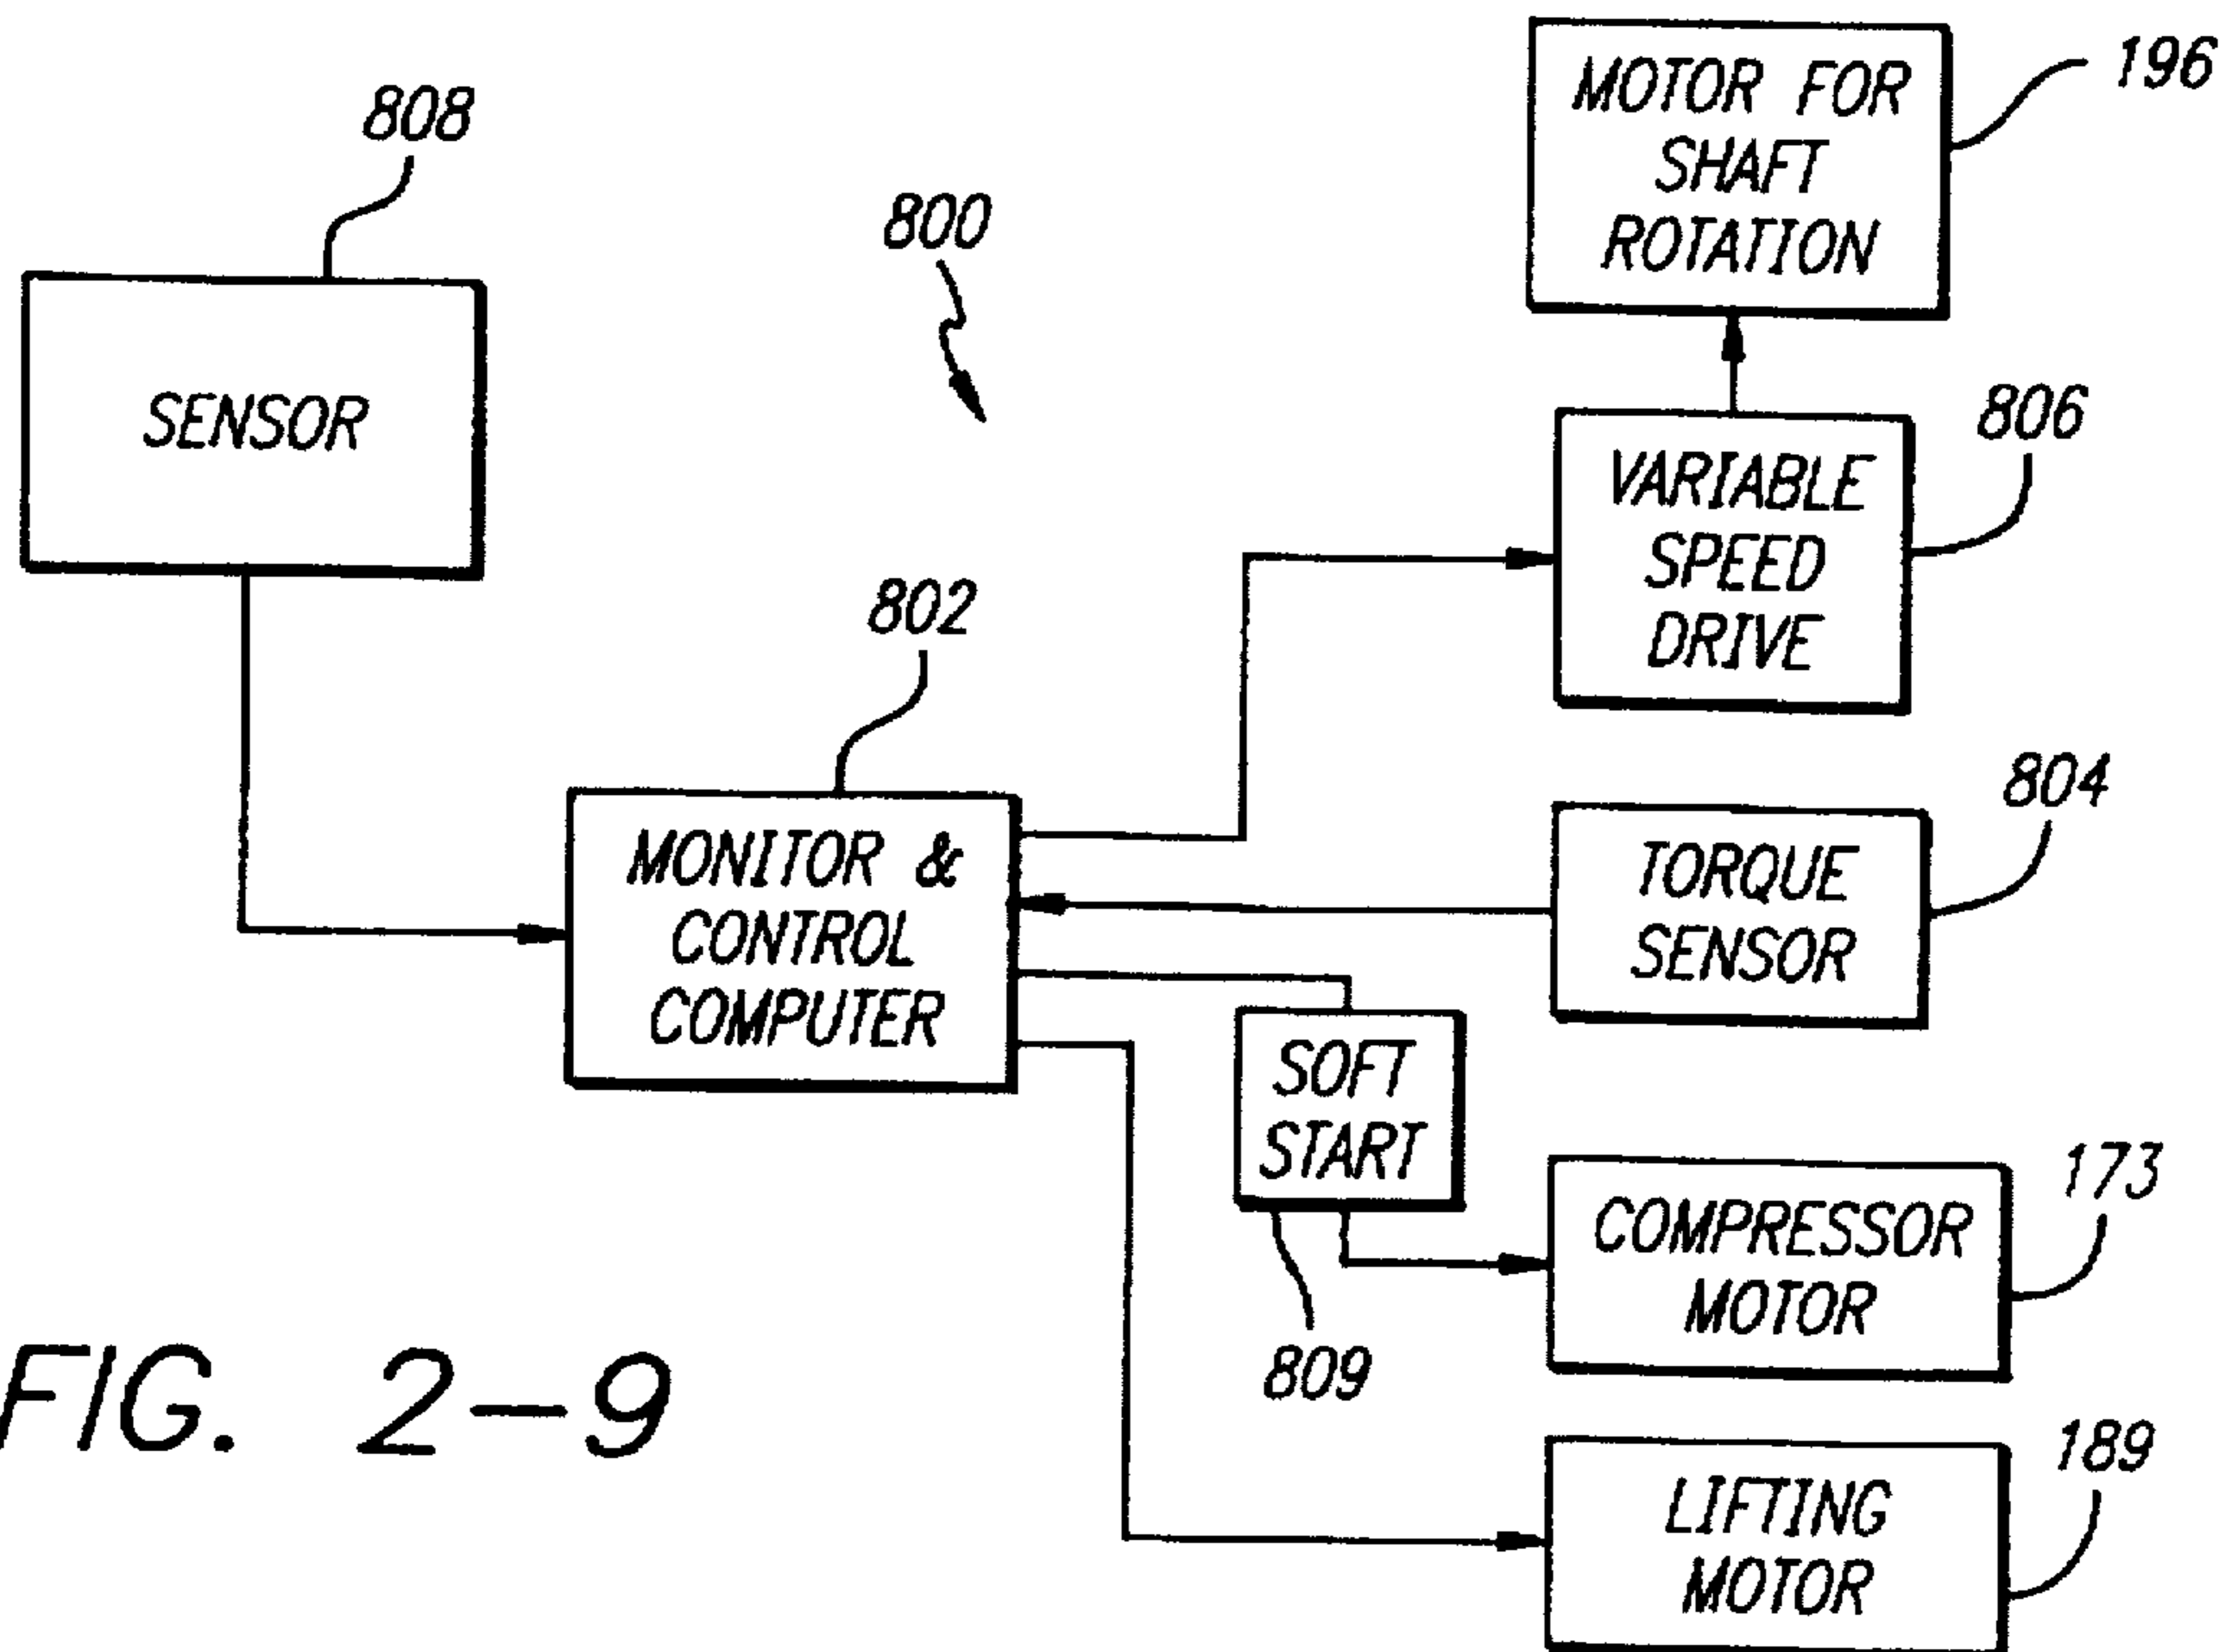 196
MOTOR FOR
SHAFT
ROTATION
808
800
SENSOR
806
VARIABLE
SPEED
DRIVE
802
804
MONITOR &
CONTROL
COMPUTER
TORQUE
SENSOR
SOFT
START
809
173
COMPRESSOR
MOTOR
189
LIFTING
MOTOR
FIG. 2-9